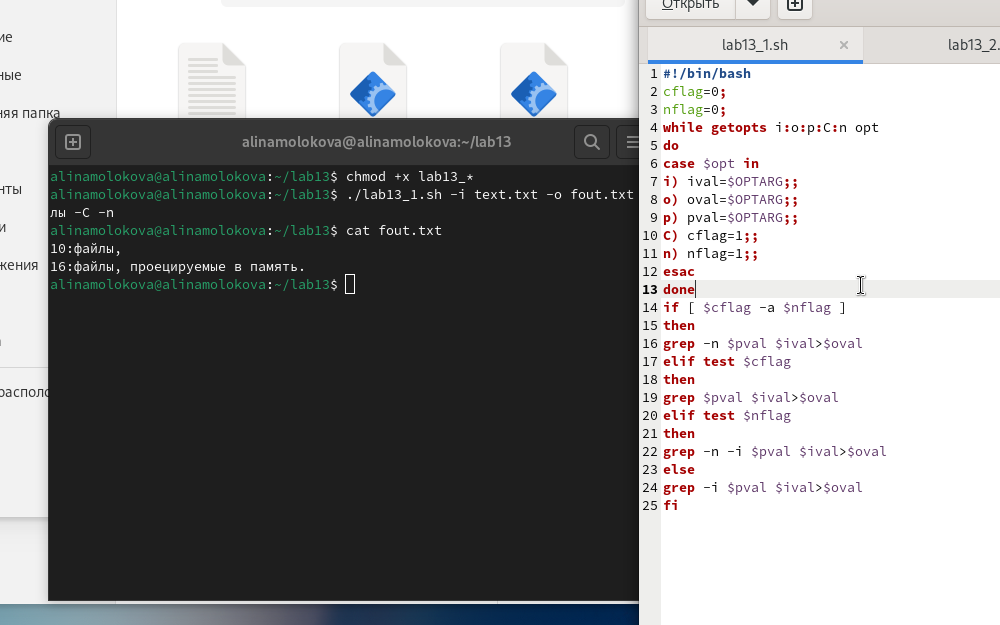 ие
ные
няя папка
нты
и
жения
располо
alinamolokova@alinamolokova:~/lab13
alinamolokova@alinamolokova:~/lab13$ chmod +x lab13_*
alinamolokova@alinamolokova:~/lab13$ ./lab13_1.sh -i text.txt -o fout.txt
лы -C -n
alinamolokova@alinamolokova:~/lab13$ cat fout.txt
10:файлы,
16:файлы, проецируемые в память.
alinamolokova@alinamolokova:~/lab13$
Открыть
lab13_1.sh ×
lab13_2.
1 #!/bin/bash
2 cflag=0;
3 nflag=0;
4 while getopts i:o:p:C:n opt
5 do
6 case $opt in
7 i) ival=$OPTARG;;
8 o) oval=$OPTARG;;
9 p) pval=$OPTARG;;
10 C) cflag=1;;
11 n) nflag=1;;
12 esac
13 done
14 if [ $cflag -a $nflag ]
15 then
16 grep -n $pval $ival>$oval
17 elif test $cflag
18 then
19 grep $pval $ival>$oval
20 elif test $nflag
21 then
22 grep -n -i $pval $ival>$oval
23 else
24 grep -i $pval $ival>$oval
25 fi